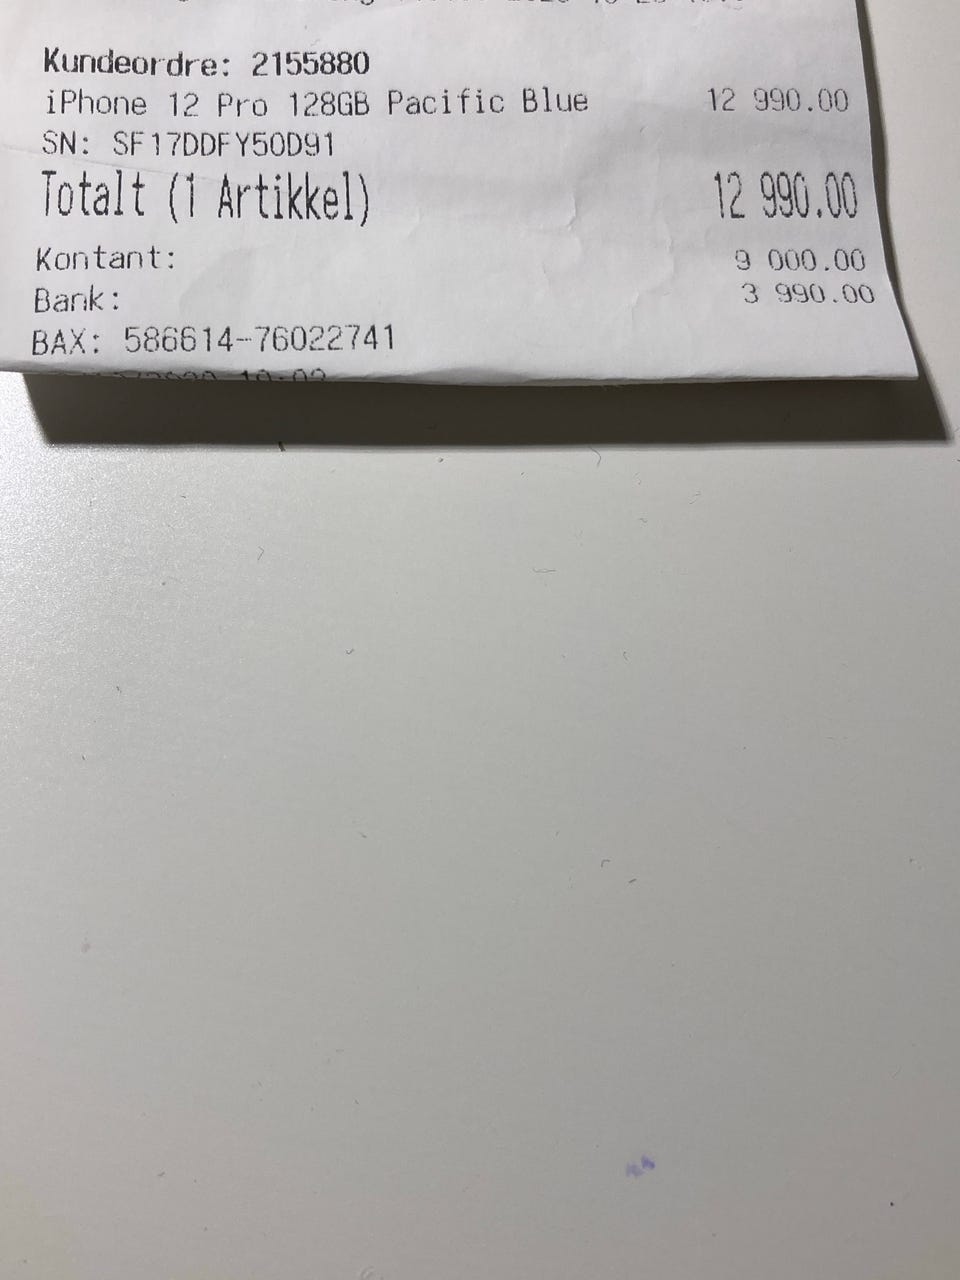 Kundeordre: 2155880
iPhone 12 Pro 128GB Pacific Blue 12 990.00
SN: SF17DDFY50D91
Totalt (1 Artikkel) 12 990.00
Kontant: 9 000.00
Bank: 3 990.00
BAX: 586614-76022741